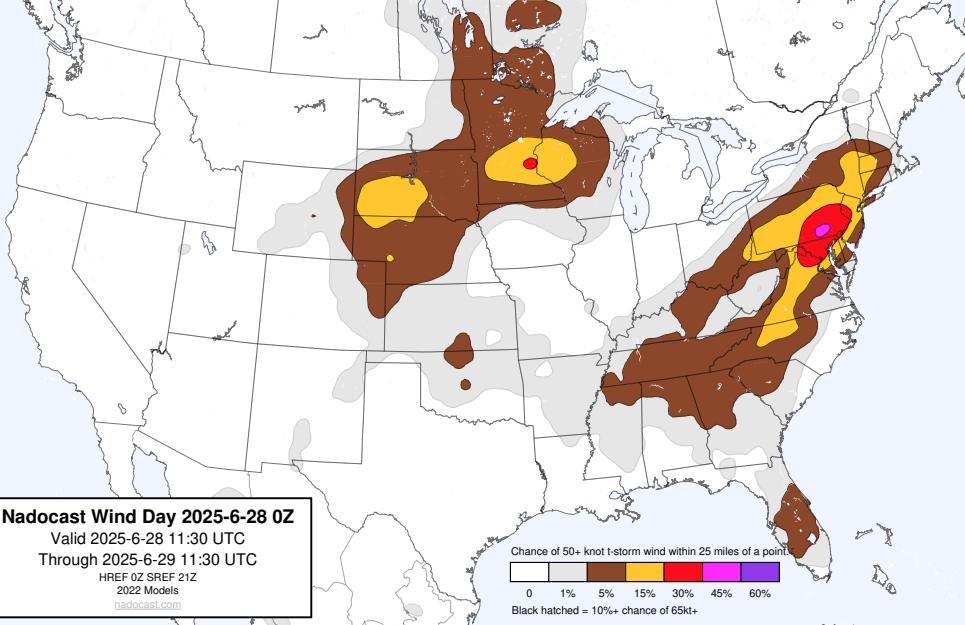 Nadocast Wind Day 2025-6-28 0Z
Valid 2025-6-28 11:30 UTC
Through 2025-6-29 11:30 UTC
HREF 0Z SREF 21Z
2022 Models
nadocast.com
Chance of 50+ knot t-storm wind within 25 miles of a point.
0 1% 5% 15% 30% 45% 60%
Black hatched = 10%+ chance of 65kt+